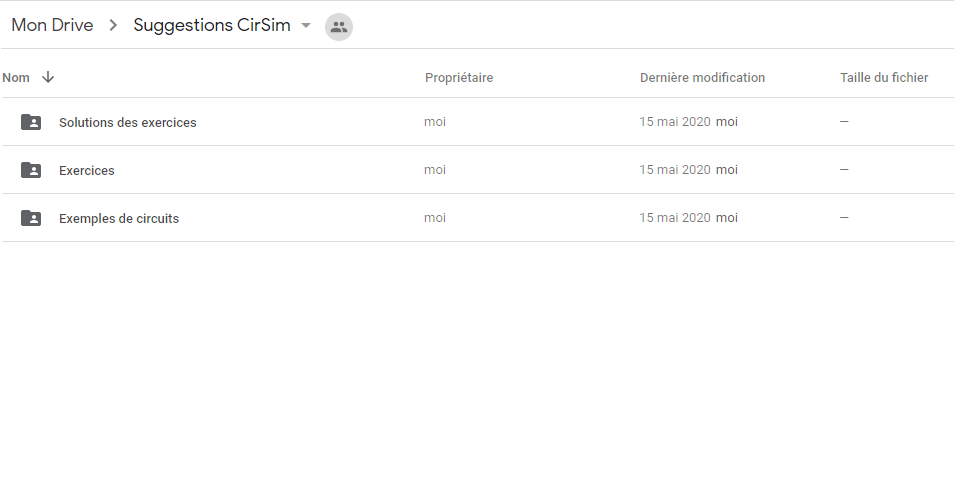 Mon Drive Suggestions CirSim
Nom Propriétaire Dernière modification Taille du fichier
Solutions des exercices moi 15 mai 2020 moi —
Exercices moi 15 mai 2020 moi —
Exemples de circuits moi 15 mai 2020 moi —